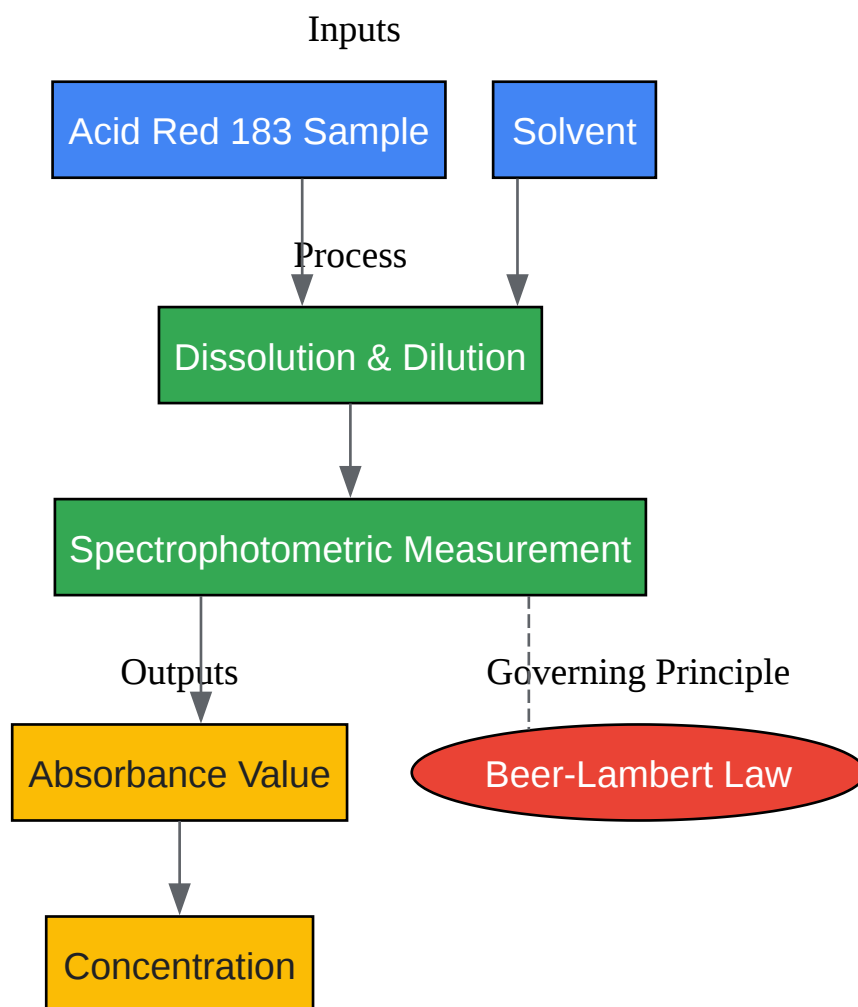 Inputs
Acid Red 183 Sample
Solvent
Process
Dissolution & Dilution
Spectrophotometric Measurement
Outputs
Governing Principle
Absorbance Value
Beer-Lambert Law
Concentration